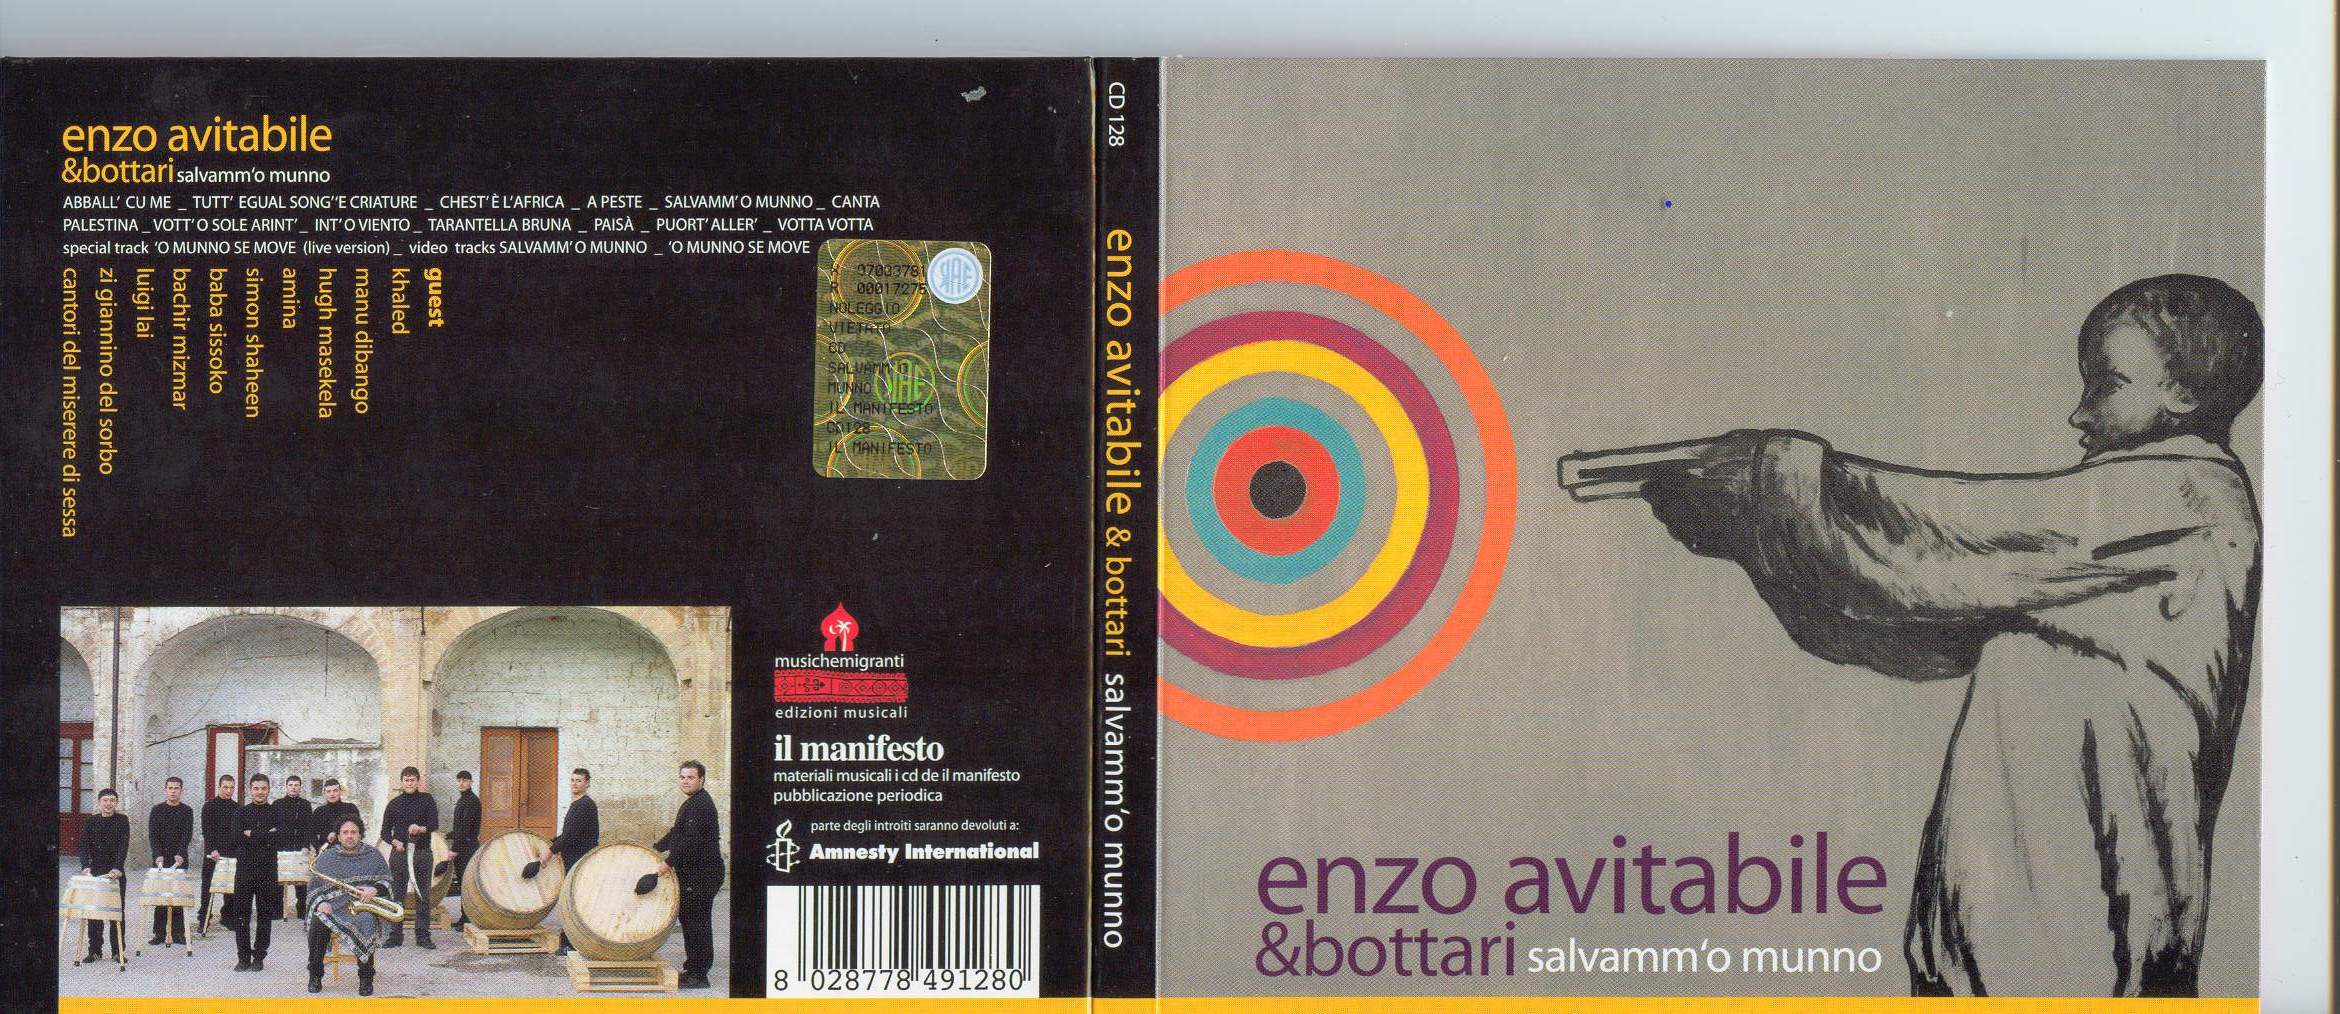 enzo avitabile
&bottari salvamm'o munno
ABBALL' CU ME _ TUTT' EGUAL SONG''E CRIATURE _ CHEST'È L'AFRICA _ A PESTE _ SALVAMM'O MUNNO _ CANTA
PALESTINA _ VOTT'O SOLE ARINT' _ INT'O VIENTO _ TARANTELLA BRUNA _ PAISÀ _ PUORT'ALLER' _ VOTTA VOTTA
special track 'O MUNNO SE MOVE (live version) _ video tracks SALVAMM'O MUNNO _ 'O MUNNO SE MOVE
guest
khaled
manu dibango
hugh masekela
amina
simon shaheen
baba sissoko
bachir mizmar
luigi lai
zi giannino del sorbo
cantori del miserere di sessa
NOLEGGIO
VIETATO
CD
SALVAMM'O
MUNNO
IL MANIFESTO
CD128
IL MANIFESTO
musichemigranti
edizioni musicali
il manifesto
materiali musicali i cd de il manifesto
pubblicazione periodica
parte degli introiti saranno devoluti a:
Amnesty International
8 028778 491280
CD 128
enzo avitabile & bottari salvamm'o munno
enzo avitabile
&bottari salvamm'o munno